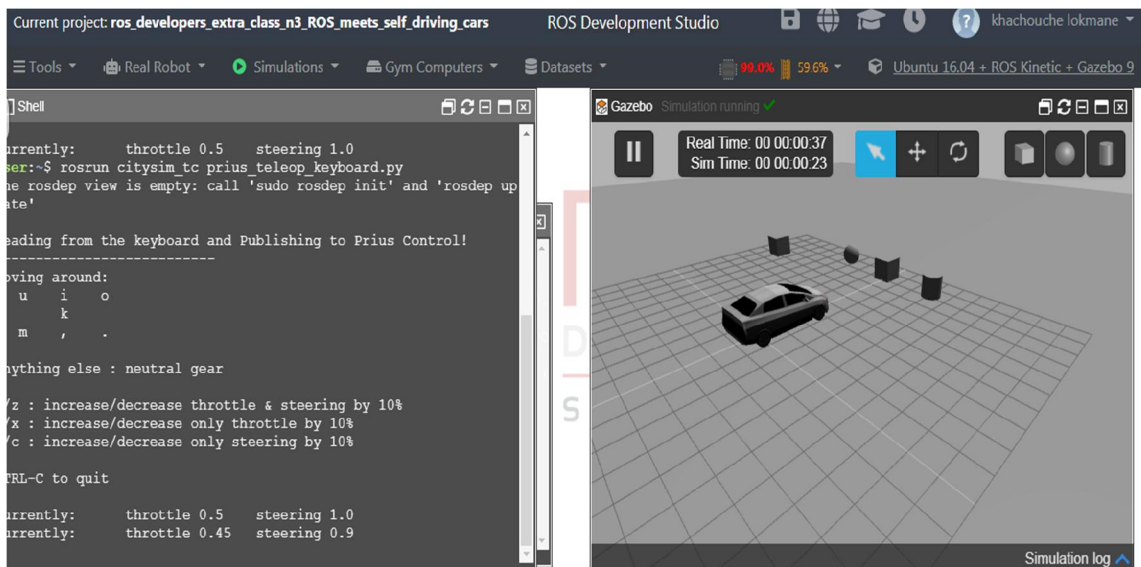 Current project: ros_developers_extra_class_n3_ROS_meets_self_driving_cars ROS Development Studio ? khachouche lokmane
Tools Real Robot Simulations Gym Computers Datasets 99.0% 59.6% Ubuntu 16.04 + ROS Kinetic + Gazebo 9
Shell
urrently: throttle 0.5 steering 1.0
ser:~$ rosrun citysim_tc prius_teleop_keyboard.py
he rosdep view is empty: call 'sudo rosdep init' and 'rosdep up
ate'
eading from the keyboard and Publishing to Prius Control!
---------------------------
oving around:
u i o
k
m , .
nything else : neutral gear
/z : increase/decrease throttle & steering by 10%
/x : increase/decrease only throttle by 10%
/c : increase/decrease only steering by 10%
TRL-C to quit
urrently: throttle 0.5 steering 1.0
urrently: throttle 0.45 steering 0.9
D
S
Gazebo Simulation running
Real Time: 00 00:00:37
Sim Time: 00 00:00:23
Simulation log